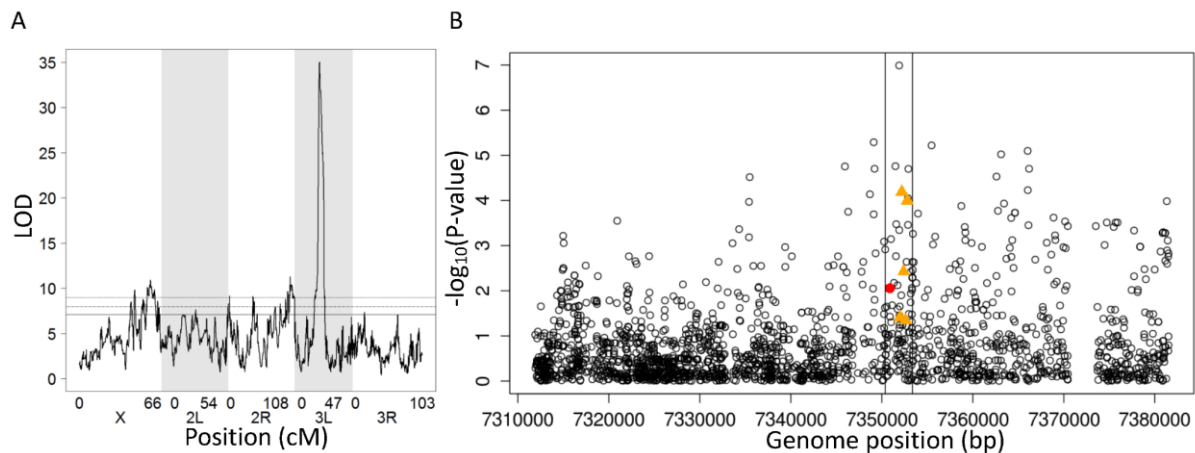 A
LOD
35
30
25
20
15
10
5
0
0 66 0 54 0 108 0 47 0 103
X 2L 2R 3L 3R
Position (cM)
B
-log10(P-value)
7
6
5
4
3
2
1
0
7310000 7320000 7330000 7340000 7350000 7360000 7370000 7380000
Genome position (bp)